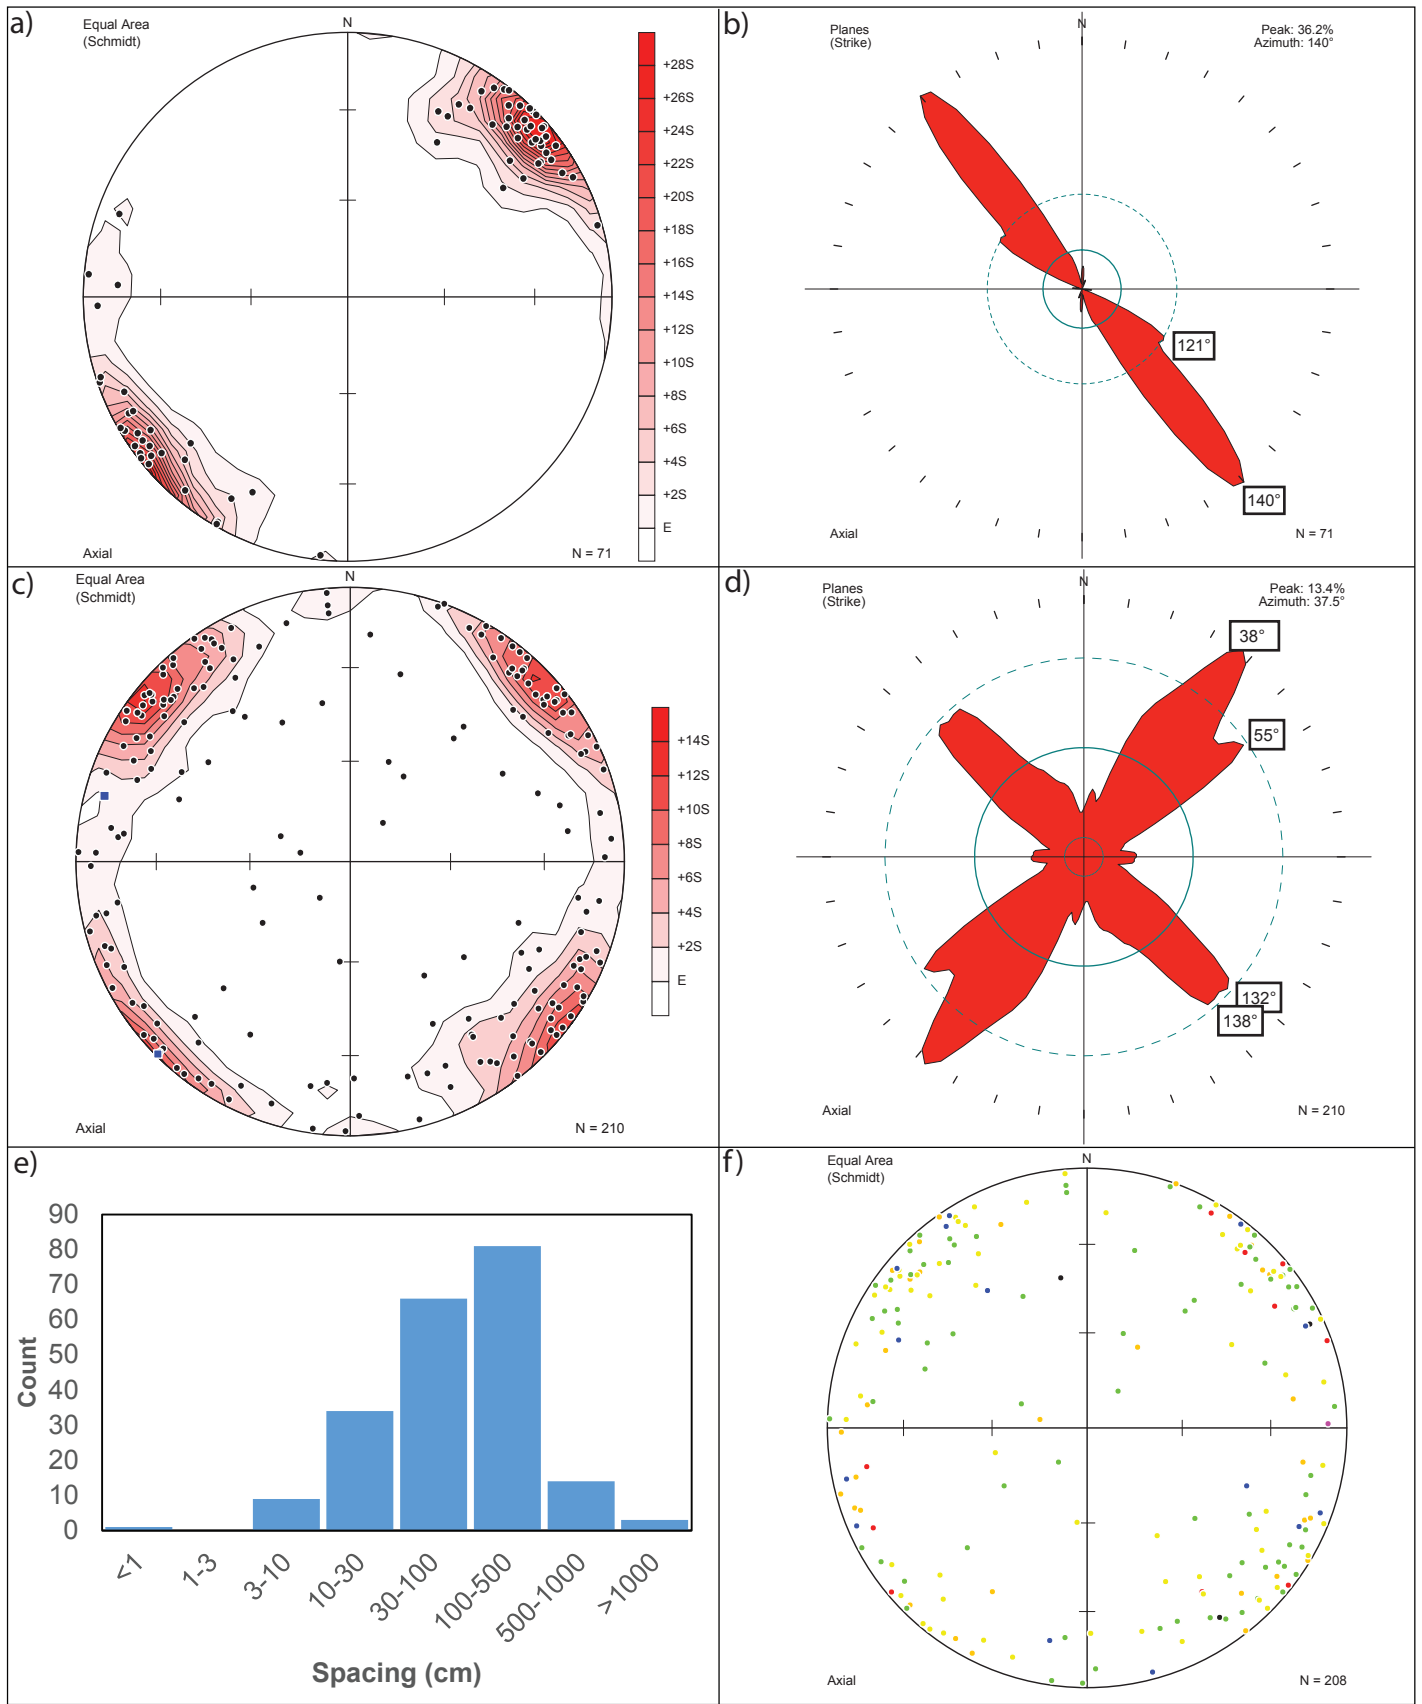 a)
Equal Area
(Schmidt)
N
+28S
+26S
+24S
+22S
+20S
+18S
+16S
+14S
+12S
+10S
+8S
+6S
+4S
+2S
E
Axial
N = 71
b)
Planes
(Strike)
N
Peak: 36.2%
Azimuth: 140°
121°
140°
Axial
N = 71
c)
Equal Area
(Schmidt)
N
+14S
+12S
+10S
+8S
+6S
+4S
+2S
E
Axial
N = 210
d)
Planes
(Strike)
N
Peak: 13.4%
Azimuth: 37.5°
38°
55°
132°
138°
Axial
N = 210
e)
90
80
70
60
50
40
30
20
10
0
Count
<1
1-3
3-10
10-30
30-100
100-500
500-1000
>1000
Spacing (cm)
f)
Equal Area
(Schmidt)
N
Axial
N = 208